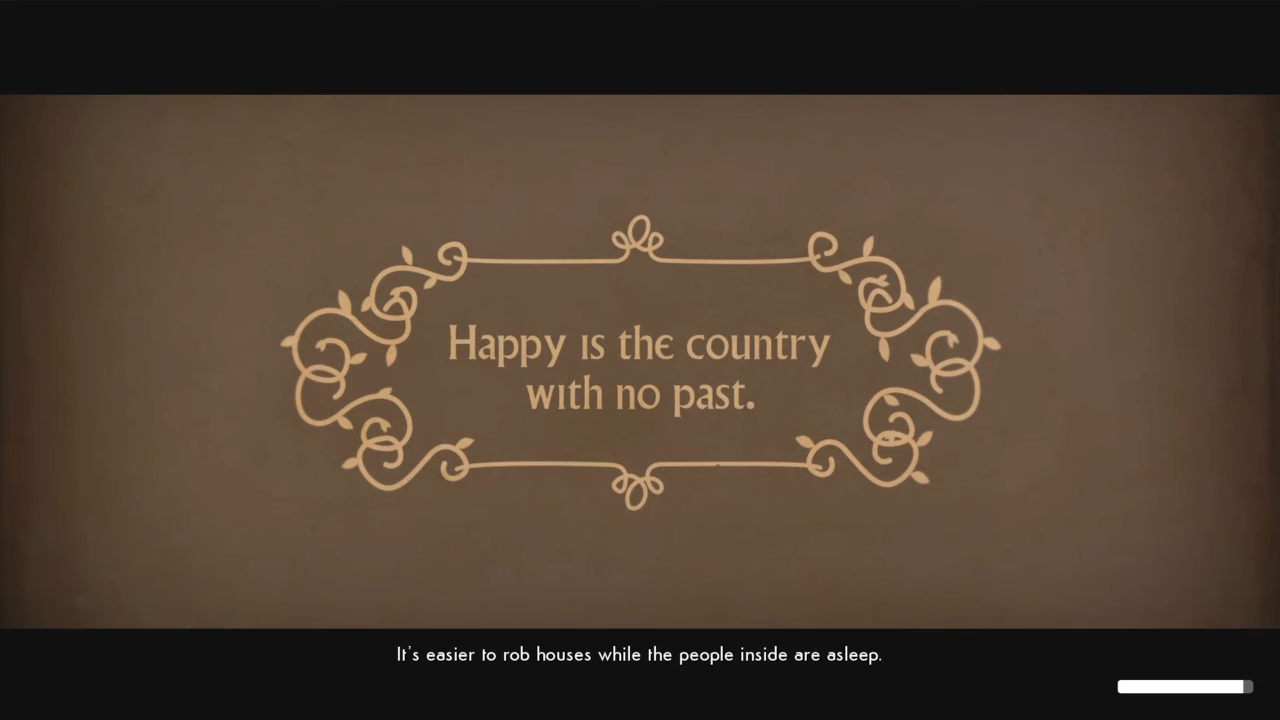 Happy is the country
with no past.
It's easier to rob houses while the people inside are asleep.